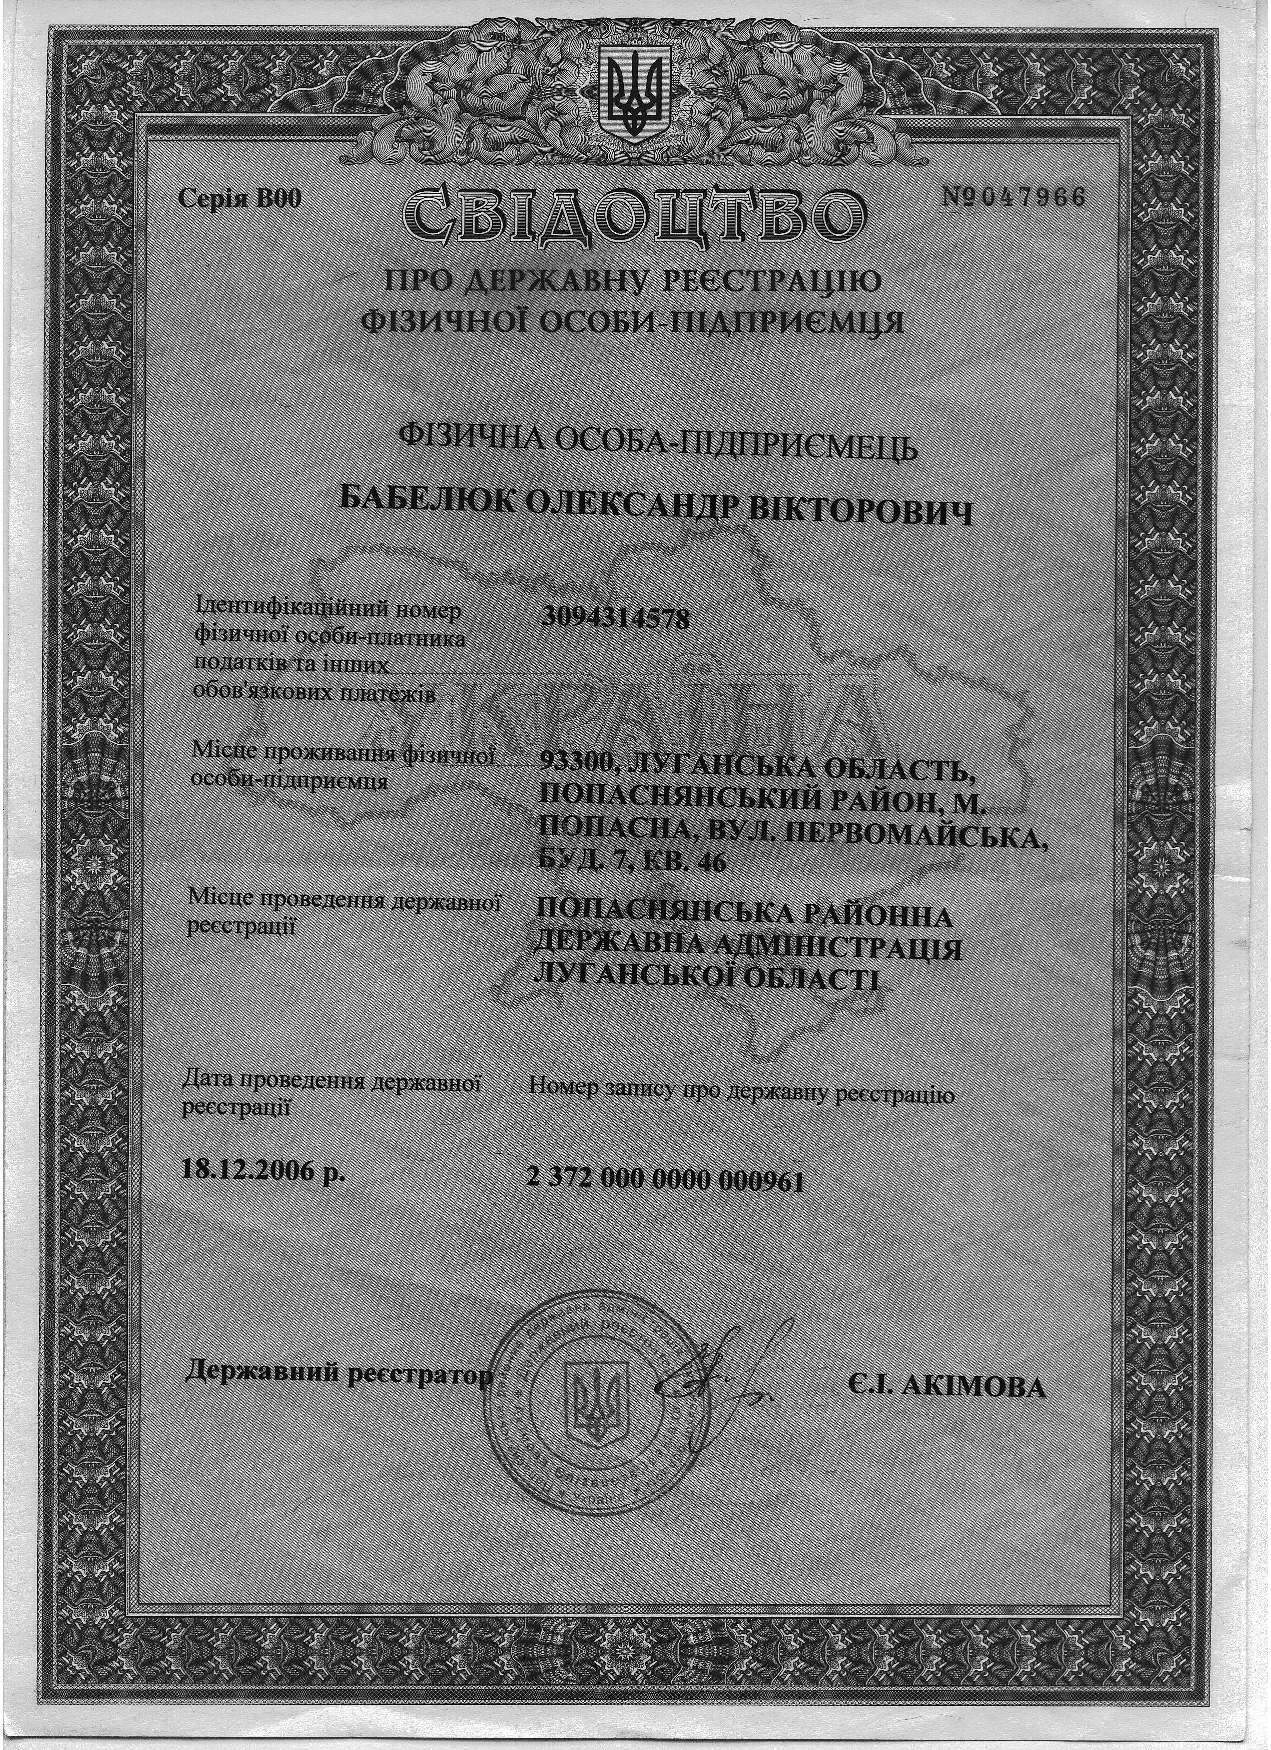 Серія В00
СВІДОЦТВО
№047966
ПРО ДЕРЖАВНУ РЕЄСТРАЦІЮ
ФІЗИЧНОЇ ОСОБИ-ПІДПРИЄМЦЯ
ФІЗИЧНА ОСОБА-ПІДПРИЄМЕЦЬ
БАБЕЛЮК ОЛЕКСАНДР ВІКТОРОВИЧ
Ідентифікаційний номер
фізичної особи-платника
податків та інших
обов'язкових платежів
3094314578
УКРАЇНА
Місце проживання фізичної
особи-підприємця
93300, ЛУГАНСЬКА ОБЛАСТЬ,
ПОПАСНЯНСЬКИЙ РАЙОН, М.
ПОПАСНА, ВУЛ. ПЕРВОМАЙСЬКА,
БУД. 7, КВ. 46
Місце проведення державної
реєстрації
ПОПАСНЯНСЬКА РАЙОННА
ДЕРЖАВНА АДМІНІСТРАЦІЯ
ЛУГАНСЬКОЇ ОБЛАСТІ
Дата проведення державної
реєстрації
Номер запису про державну реєстрацію
18.12.2006 р.
2 372 000 0000 000961
Державний реєстратор
Є.І. АКІМОВА